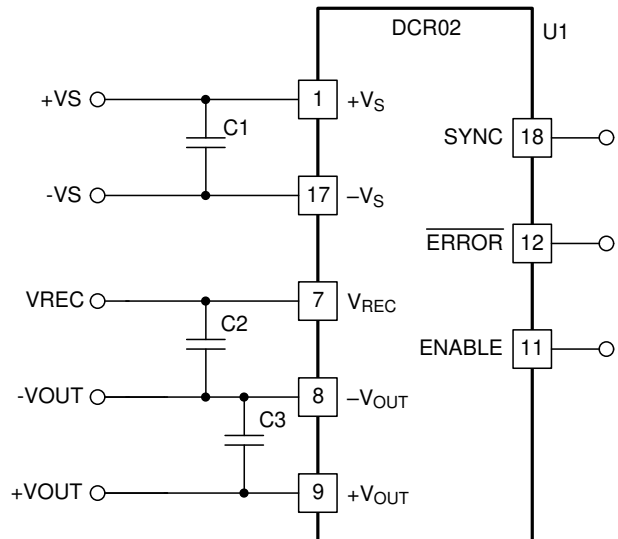 DCR02 U1
+VS 1 +VS
C1
-VS 17 –VS
SYNC 18
ERROR 12
VREC 7 VREC
C2
ENABLE 11
-VOUT 8 –VOUT
C3
+VOUT 9 +VOUT